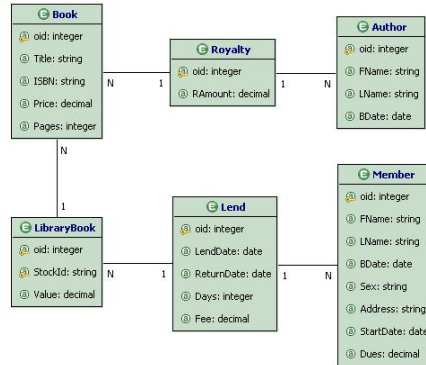 Book
oid: integer
Title: string
ISBN: string
Price: decimal
Pages: integer
N
1
Royalty
oid: integer
RAmount: decimal
1
N
Author
oid: integer
FName: string
LName: string
BDate: date
N
1
LibraryBook
oid: integer
StockId: string
Value: decimal
N
1
Lend
oid: integer
LendDate: date
ReturnDate: date
Days: integer
Fee: decimal
1
N
Member
oid: integer
FName: string
LName: string
BDate: date
Sex: string
Address: string
StartDate: date
Dues: decimal